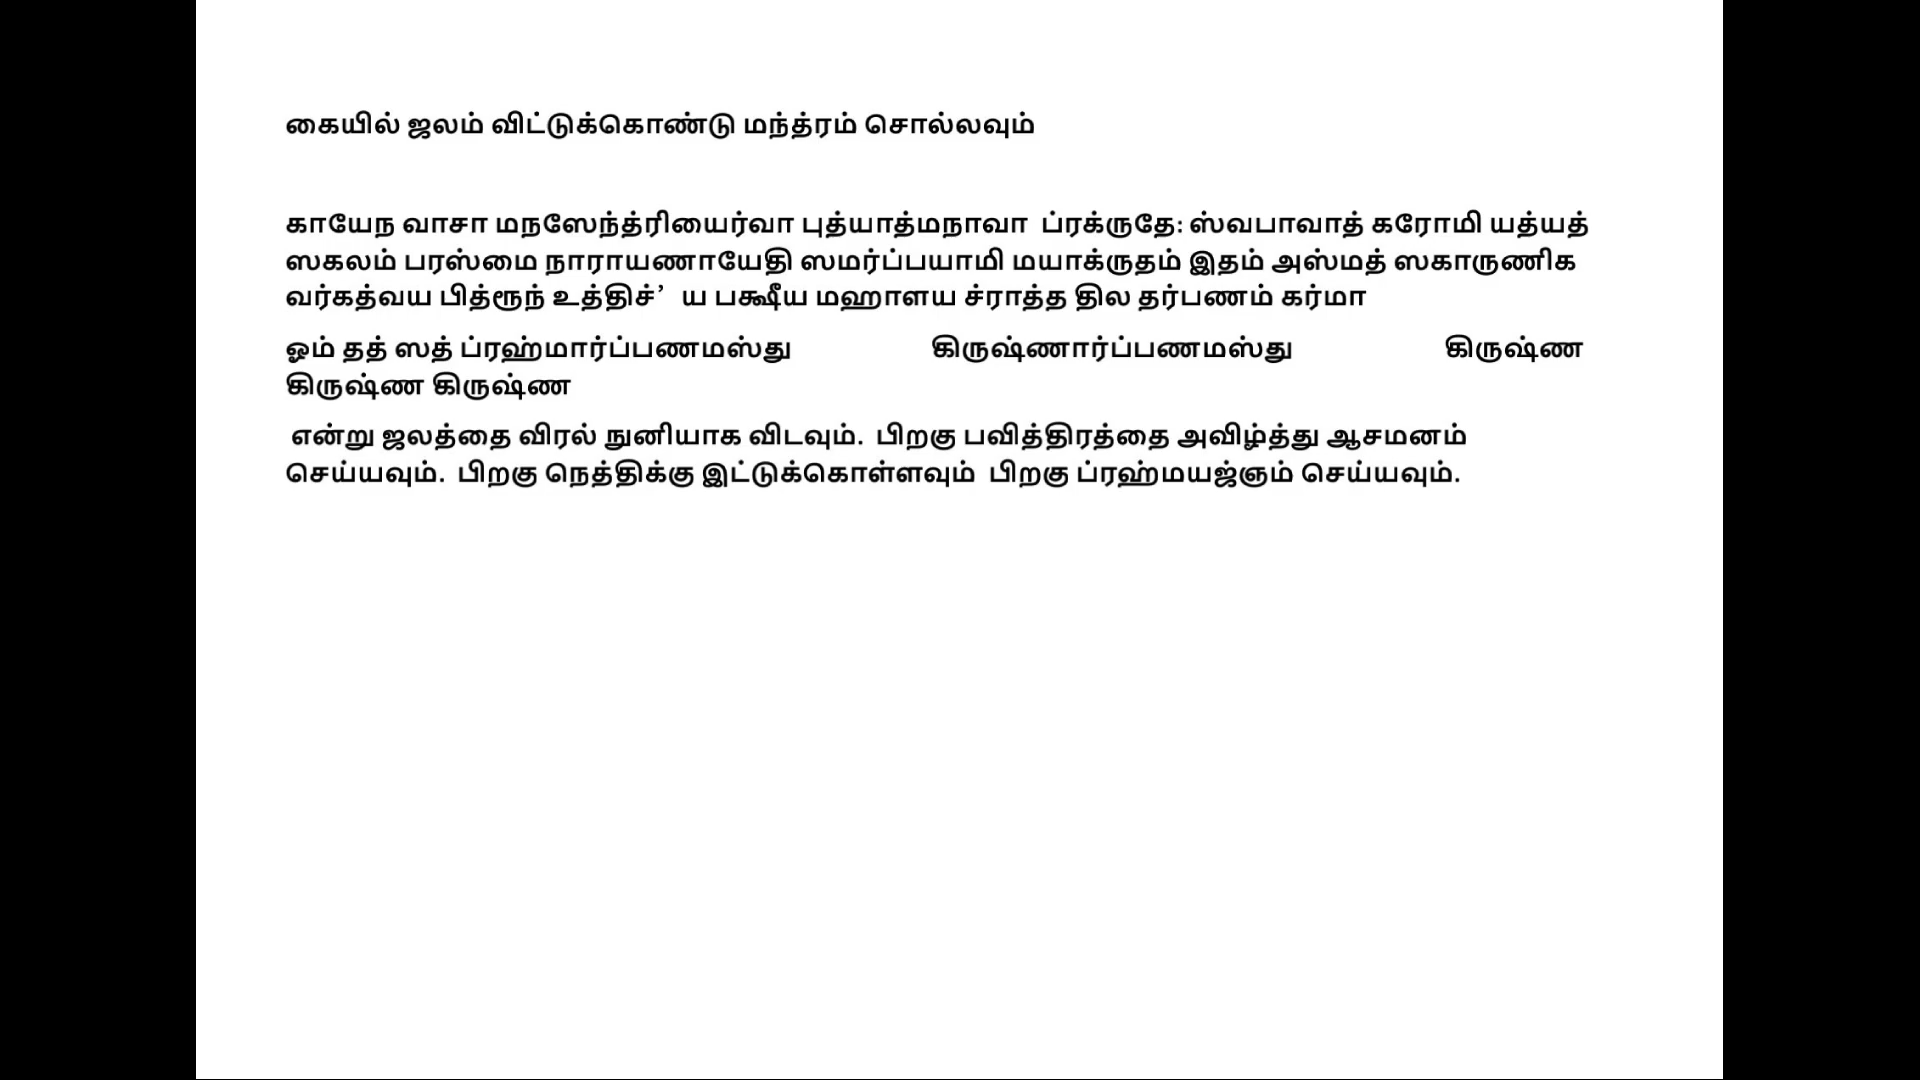 கையில் ஜலம் விட்டுக்கொண்டு மந்த்ரம் சொல்லவும்
காயேந வாசா மநஸேந்த்ரியைர்வா புத்யாத்மநாவா ப்ரக்ருதே: ஸ்வபாவாத் கரோமி யத்யத்
ஸகலம் பரஸ்மை நாராயணாயேதி ஸமர்ப்பயாமி மயாக்ருதம் இதம் அஸ்மத் ஸகாருணிக
வர்கத்வய பித்ரூந் உத்திச்’ ய பக்ஷீய மஹாளய ச்ராத்த தில தர்பணம் கர்மா
ஓம் தத் ஸத் ப்ரஹ்மார்ப்பணமஸ்து கிருஷ்ணார்ப்பணமஸ்து கிருஷ்ண
கிருஷ்ண கிருஷ்ண
என்று ஜலத்தை விரல் நுனியாக விடவும். பிறகு பவித்திரத்தை அவிழ்த்து ஆசமனம்
செய்யவும். பிறகு நெத்திக்கு இட்டுக்கொள்ளவும் பிறகு ப்ரஹ்மயஜ்ஞம் செய்யவும்.